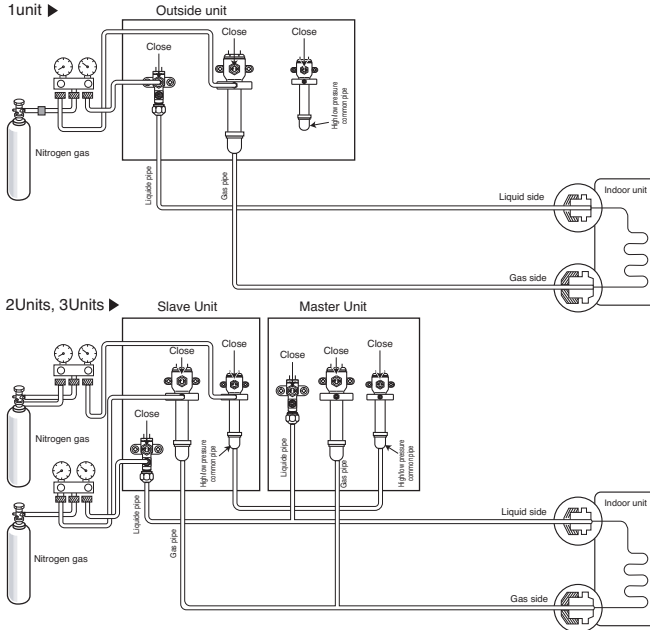 1unit ▶
Outside unit
Close
Close
Close
High/low pressure
common pipe
Nitrogen gas
Liquide pipe
Gas pipe
Liquid side
Indoor unit
Gas side
2Units, 3Units ▶
Slave Unit
Master Unit
Close
Close
Close
Close
Close
Close
Nitrogen gas
High/low pressure
common pipe
Liquide pipe
Gas pipe
High/low pressure
common pipe
Liquide pipe
Gas pipe
Liquid side
Indoor unit
Nitrogen gas
Gas side